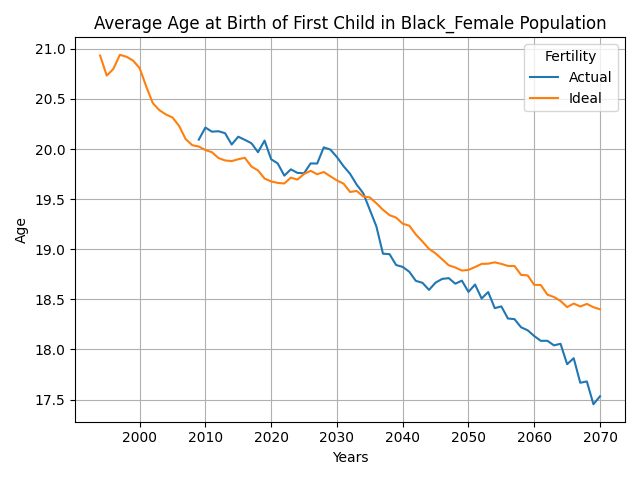 Average Age at Birth of First Child in Black_Female Population
Fertility
Actual
Ideal
21.0
20.5
20.0
19.5
19.0
18.5
18.0
17.5
Age
2000 2010 2020 2030 2040 2050 2060 2070
Years